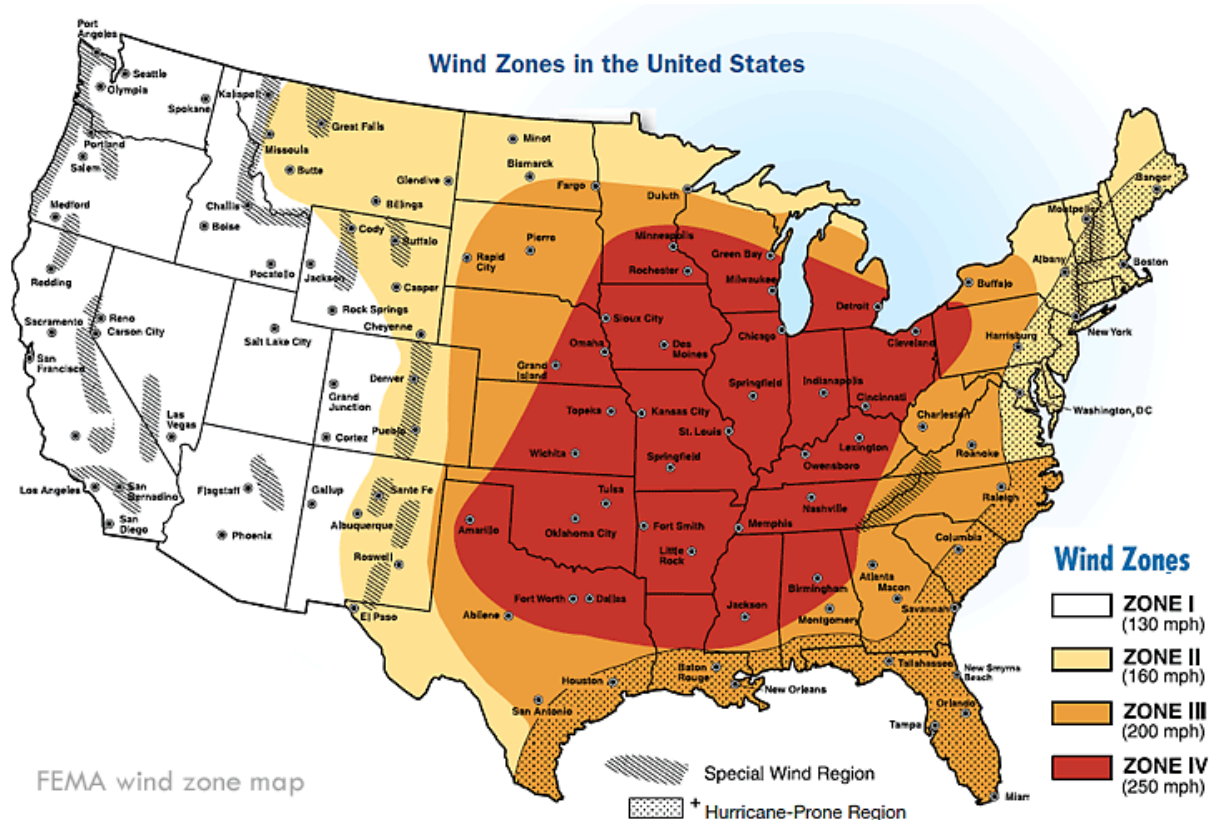 Wind Zones in the United States
Port
Angeles
Seattle
Olympia
Spokane
Kalispell
Great Falls
Portland
Salem
Missoula
Butte
Glendive
Billings
Minot
Bismarck
Fargo
Duluth
Bangor
Medford
Challis
Boise
Cody
Buffalo
Pierre
Rapid
City
Minneapolis
Rochester
Green Bay
Milwaukee
Montpelier
Albany
Boston
Buffalo
Redding
Pocatello
Jackson
Casper
Rock Springs
Cheyenne
Sioux City
Des
Moines
Chicago
Detroit
Cleveland
Harrisburg
New York
Sacramento
Reno
Carson City
San
Francisco
Salt Lake City
Omaha
Grand
Island
Denver
Grand
Junction
Pueblo
Cortez
Springfield
Indianapolis
Cincinnati
Charleston
Washington, DC
Las
Vegas
Topeka
Kansas City
St. Louis
Lexington
Roanoke
Wichita
Springfield
Owensboro
Los Angeles
San
Bernadino
San
Diego
Flagstaff
Phoenix
Gallup
Sante Fe
Albuquerque
Roswell
El Paso
Amarillo
Tulsa
Oklahoma City
Fort Smith
Little
Rock
Memphis
Nashville
Raleigh
Columbia
Atlanta
Macon
Birmingham
Savannah
Montgomery
Jackson
Abilene
Fort Worth
Dallas
Houston
San Antonio
Baton
Rouge
New Orleans
Tallahassee
New Smyrna
Beach
Orlando
Tampa
Miam
Wind Zones
ZONE I
(130 mph)
ZONE II
(160 mph)
ZONE III
(200 mph)
ZONE IV
(250 mph)
Special Wind Region
+ Hurricane-Prone Region
FEMA wind zone map